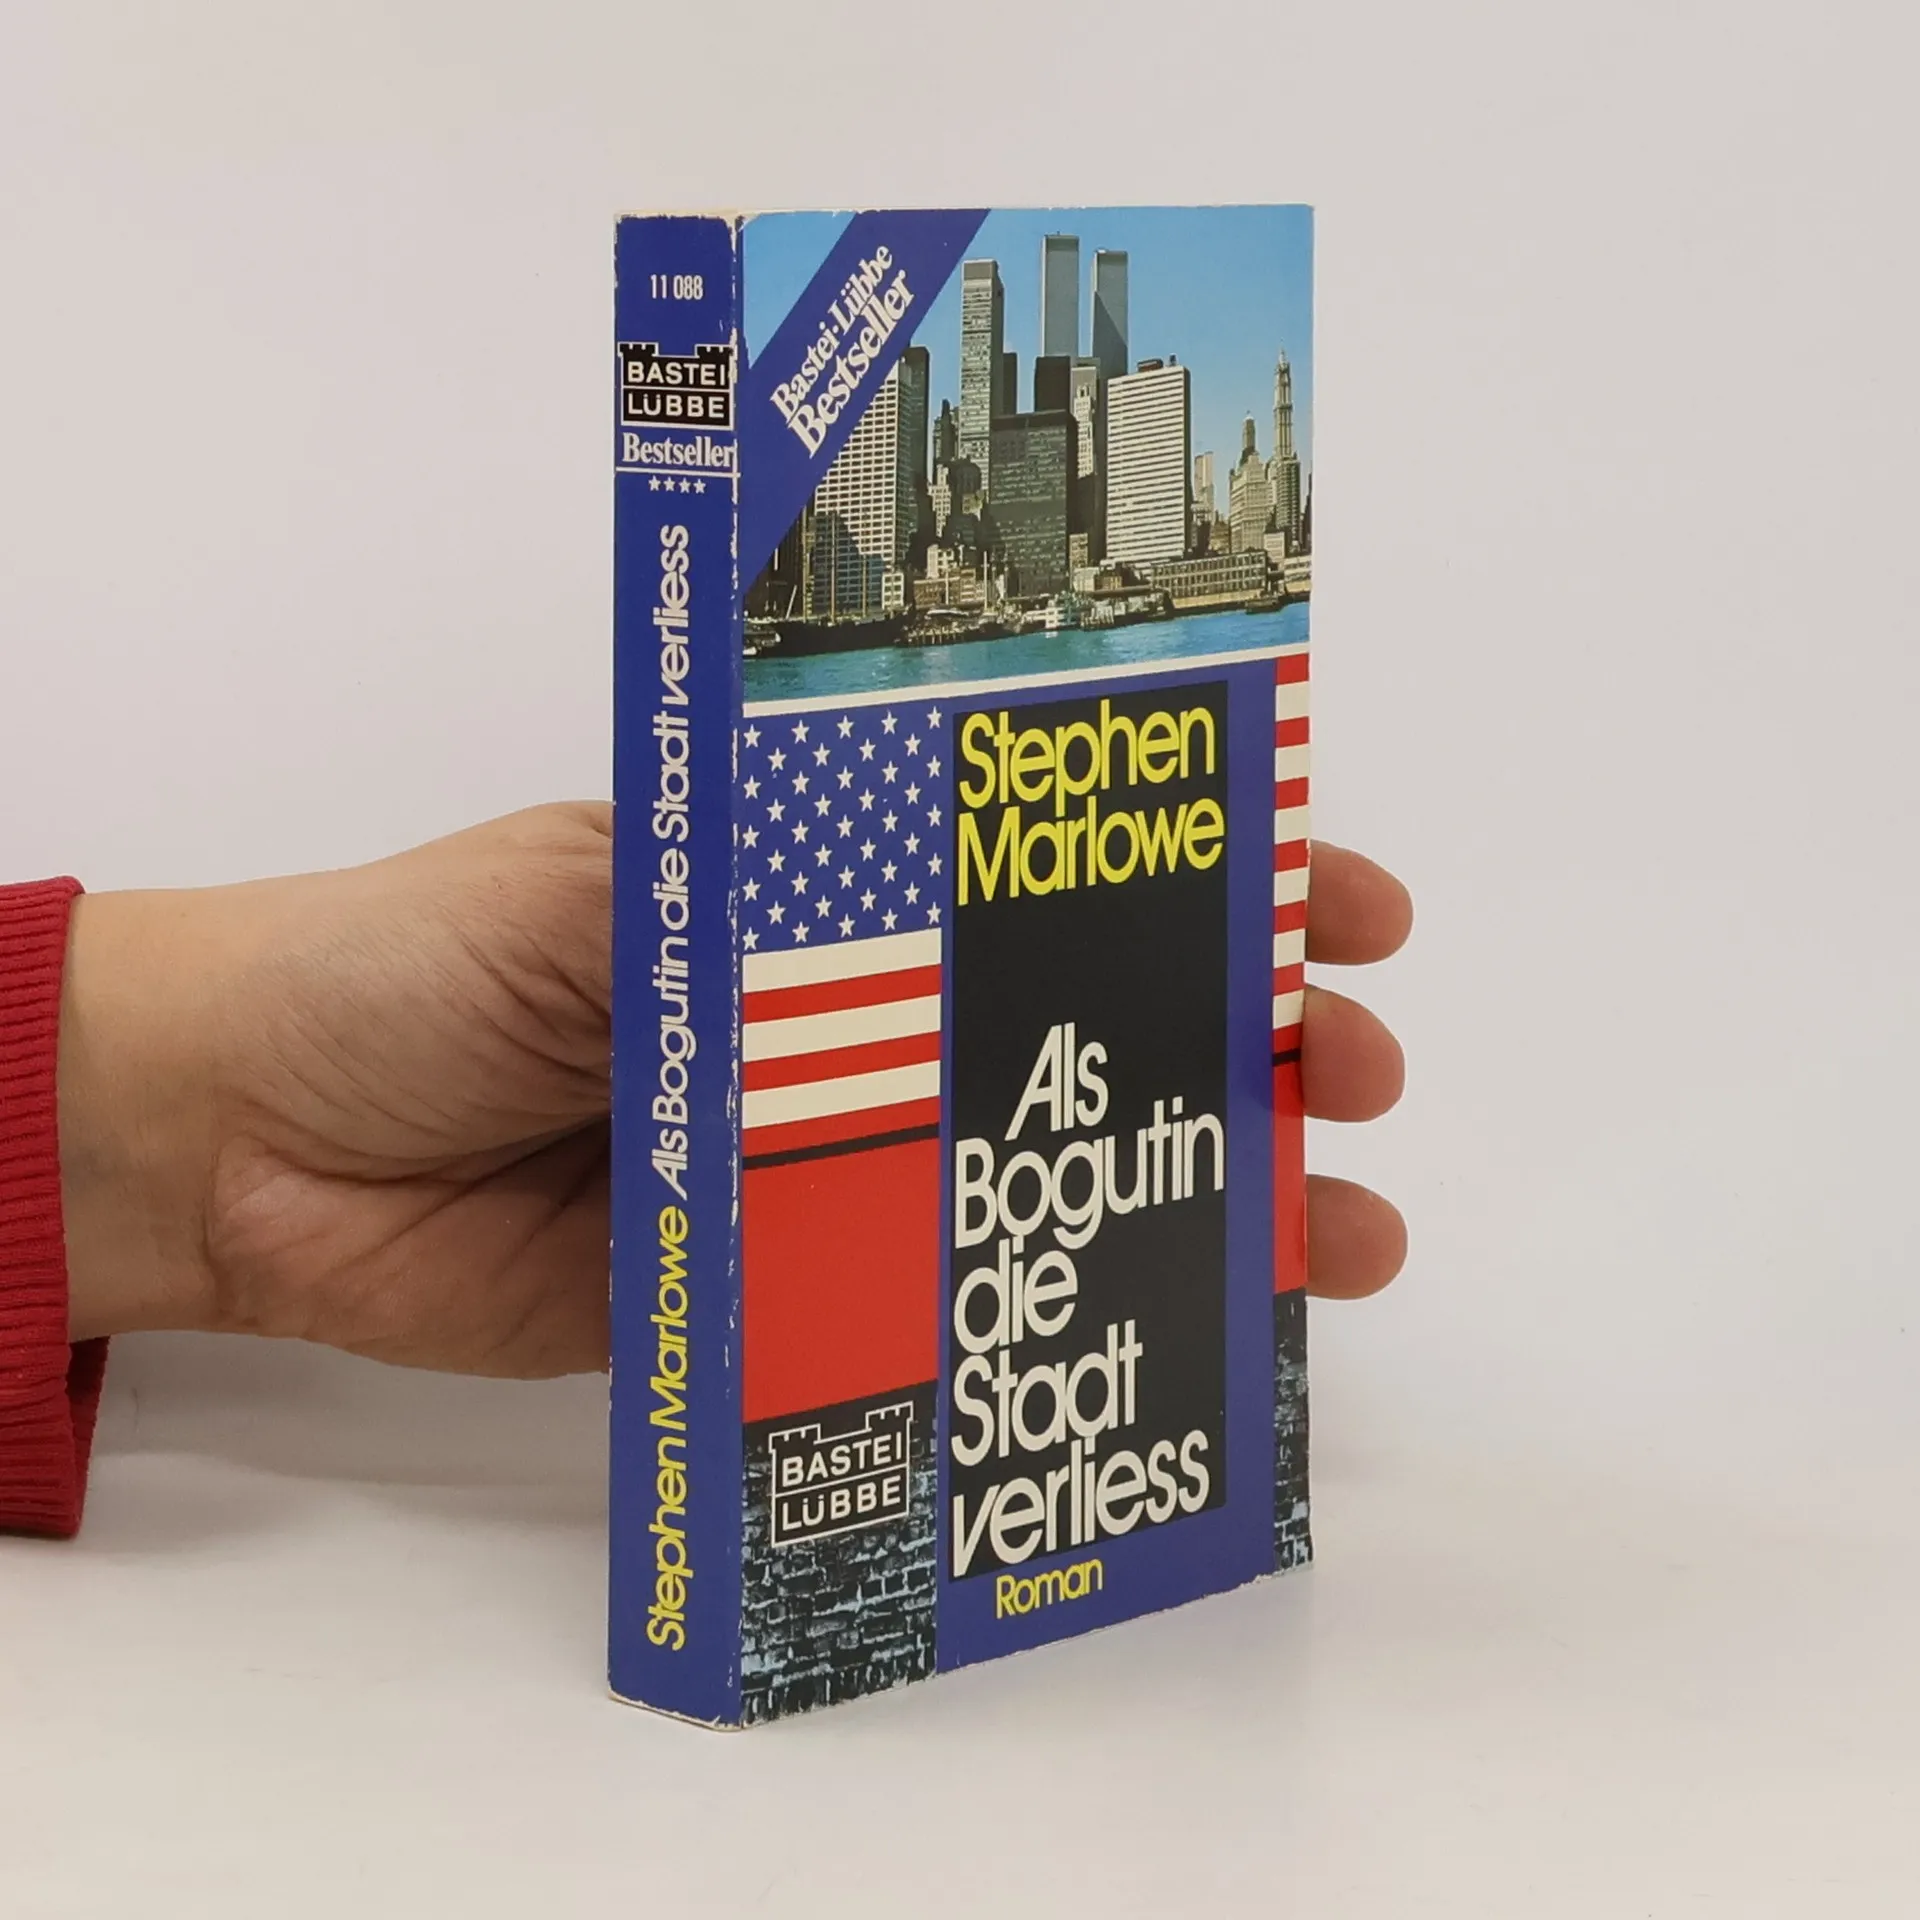 11 088
BASTEI
LÜBBE
Bestseller
Stephen Marlowe Als Bogutin die Stadt verliess
Bastei-Lübbe
Bestseller
Stephen
Marlowe
Als
Bogutin
die
Stadt
verliess
Roman
BASTEI
LÜBBE